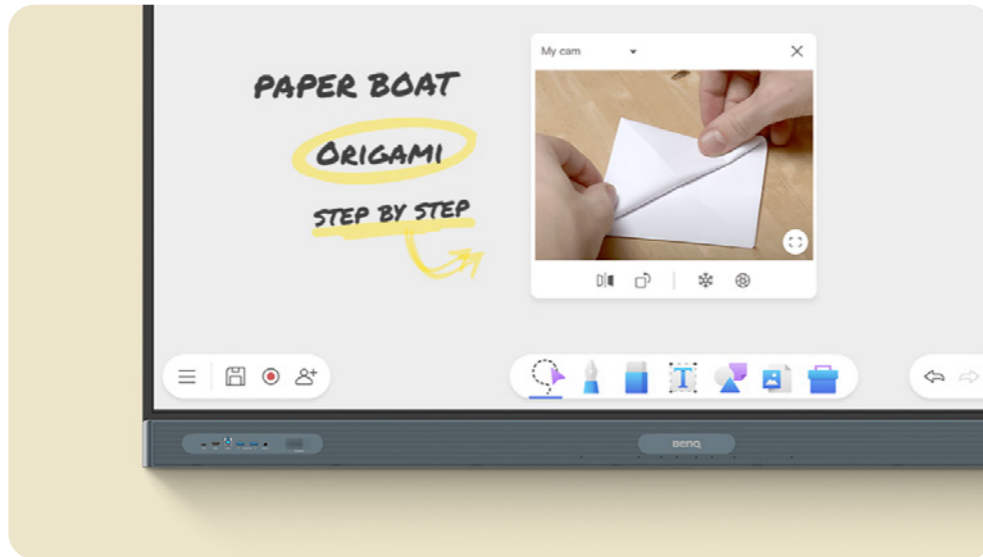 PAPER BOAT
ORIGAMI
STEP BY STEP
My cam
T
BenQ